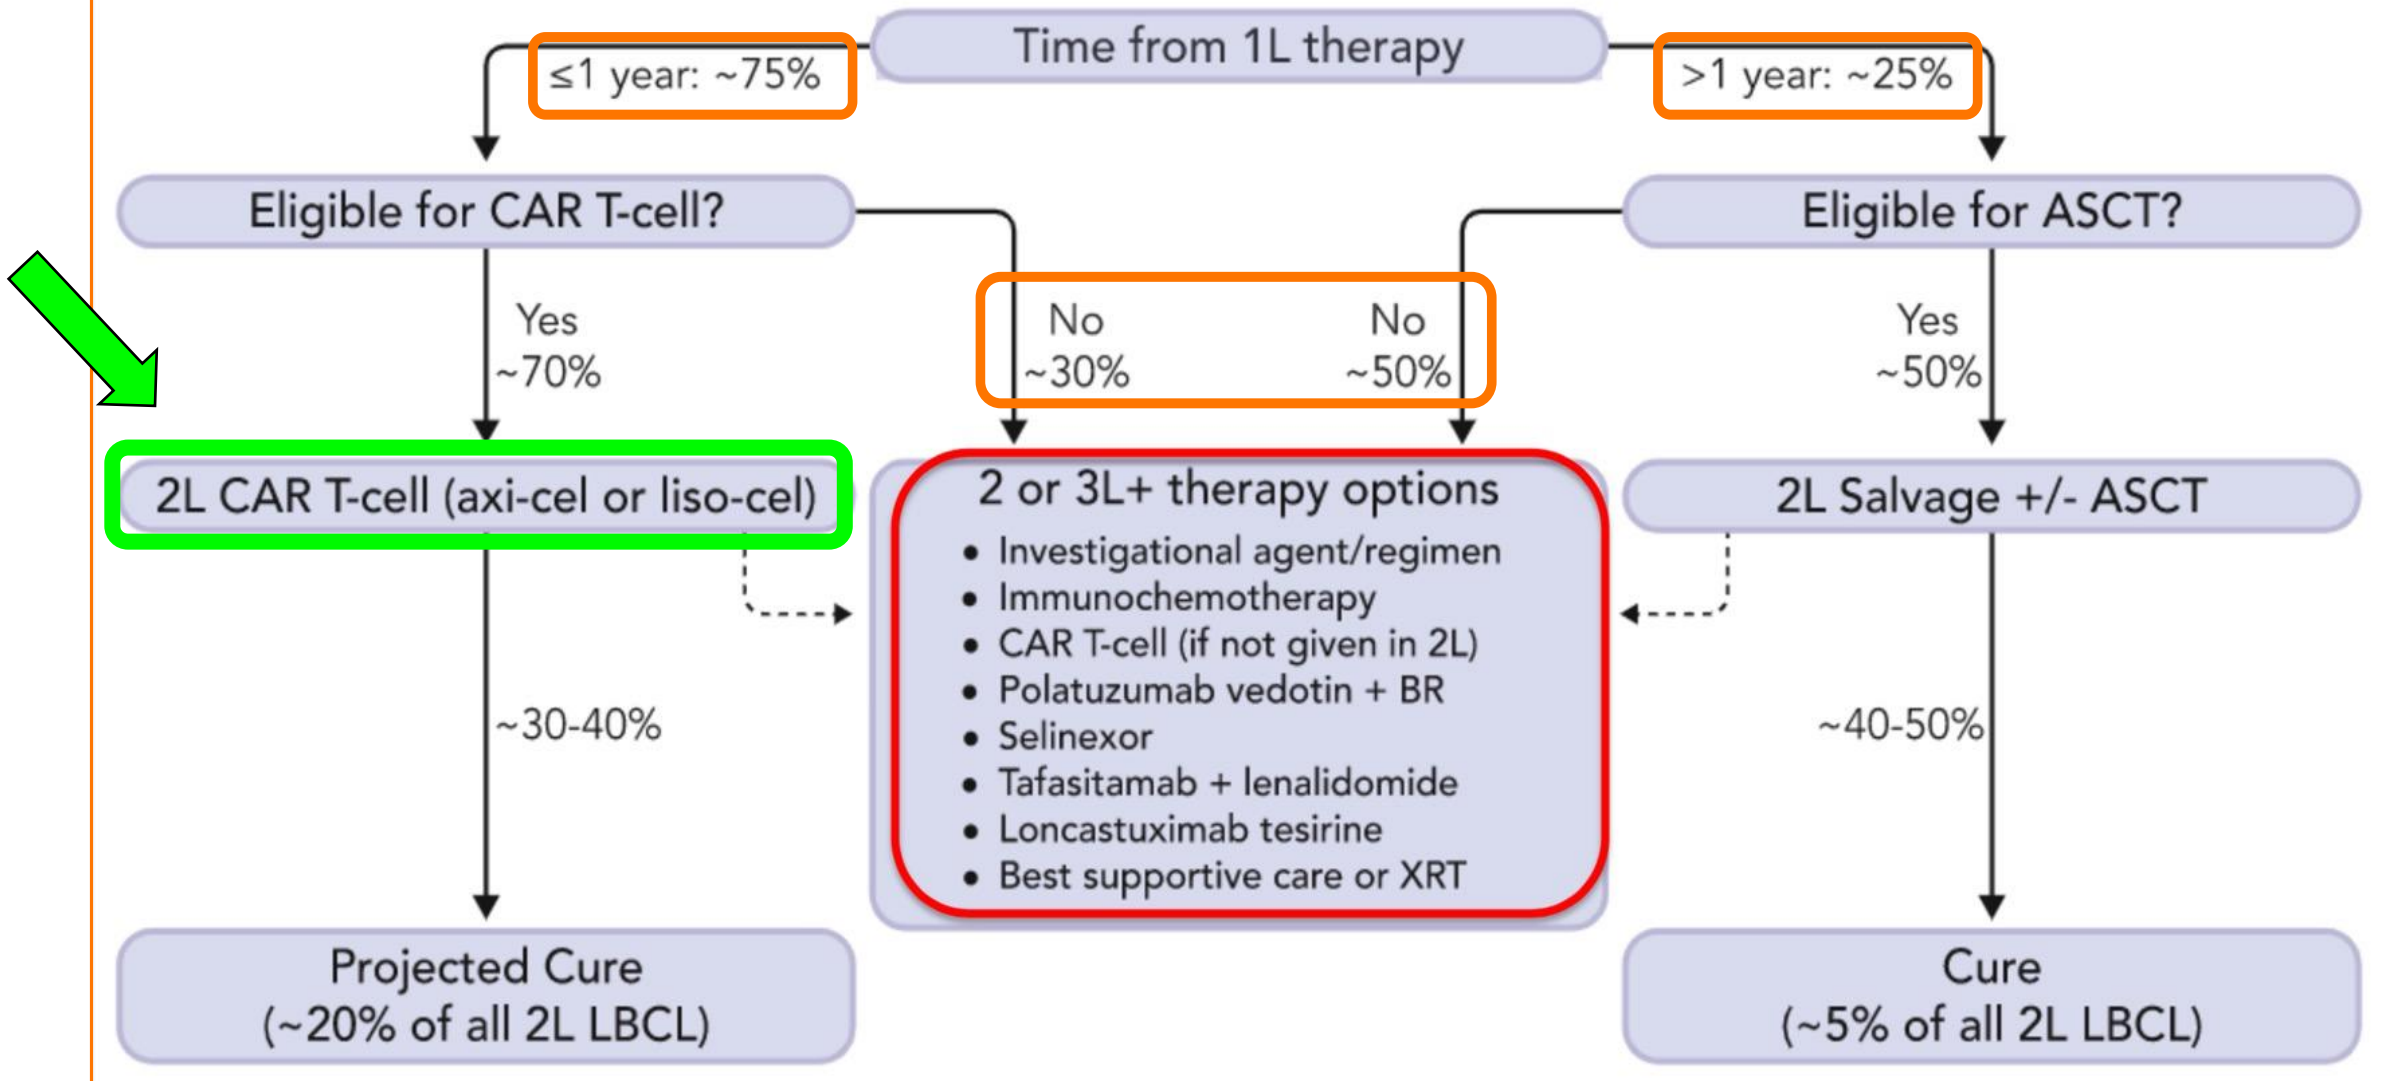 Time from 1L therapy
≤1 year: ~75%
>1 year: ~25%
Eligible for CAR T-cell?
Eligible for ASCT?
Yes
~70%
No
~30%
No
~50%
Yes
~50%
2L CAR T-cell (axi-cel or liso-cel)
2 or 3L+ therapy options
• Investigational agent/regimen
• Immunochemotherapy
• CAR T-cell (if not given in 2L)
• Polatuzumab vedotin + BR
• Selinexor
• Tafasitamab + lenalidomide
• Loncastuximab tesirine
• Best supportive care or XRT
2L Salvage +/- ASCT
~30-40%
~40-50%
Projected Cure
(~20% of all 2L LBCL)
Cure
(~5% of all 2L LBCL)